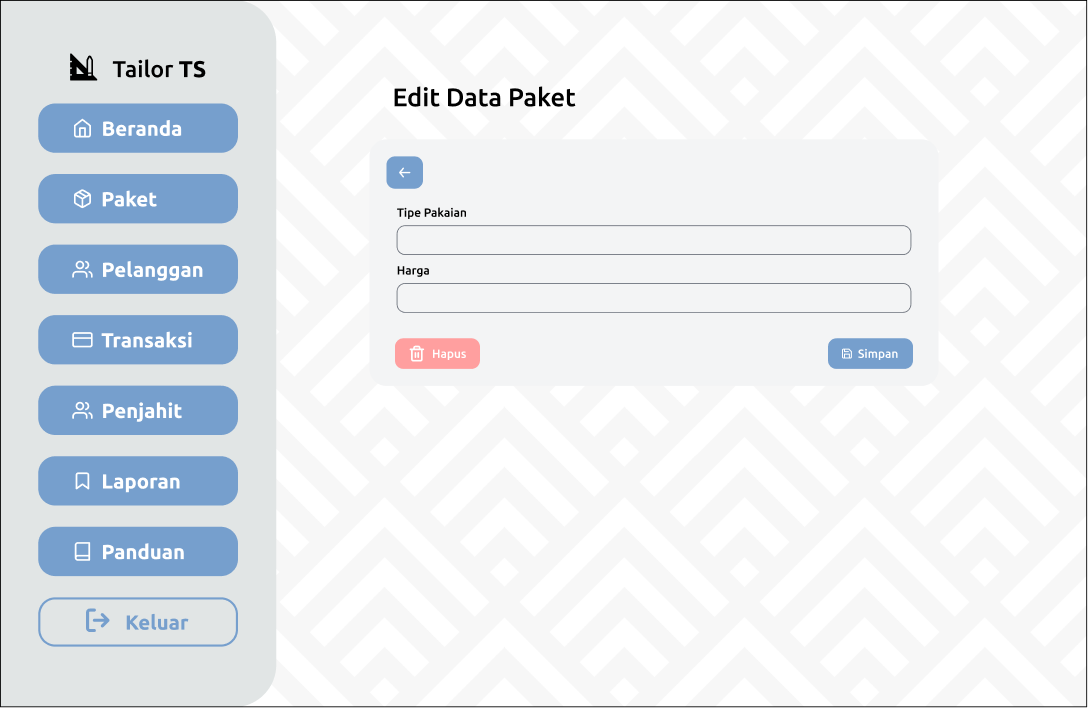 Tailor TS
Beranda
Paket
Pelanggan
Transaksi
Penjahit
Laporan
Panduan
Keluar
Edit Data Paket
Tipe Pakaian
Harga
Hapus
Simpan